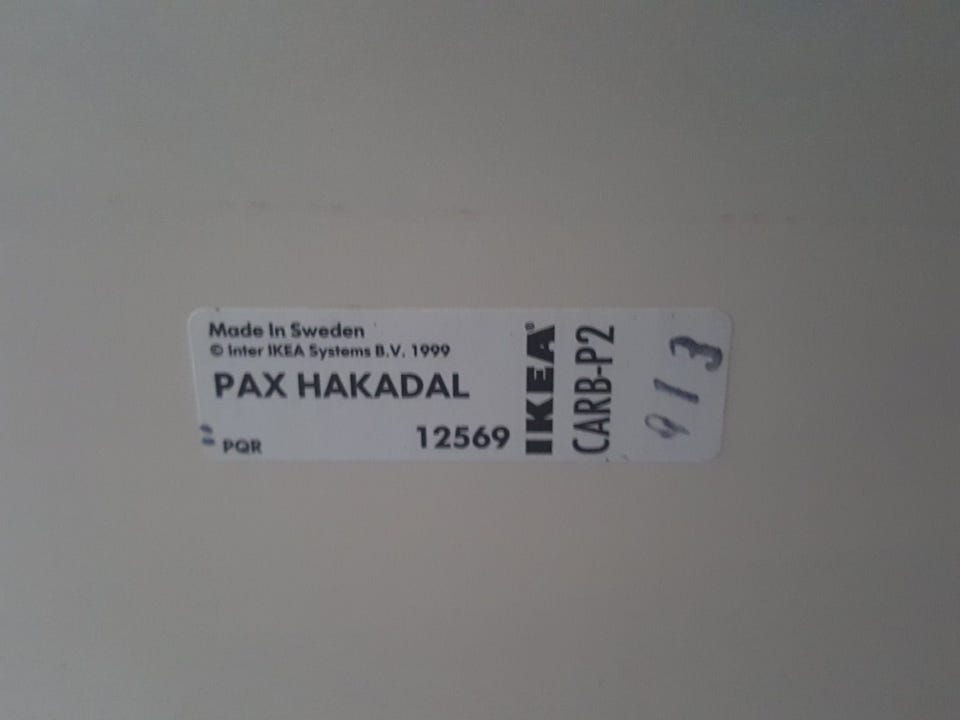 Made In Sweden
© Inter IKEA Systems B.V. 1999
PAX HAKADAL
PQR
12569
IKEA®
CARB-P2
913